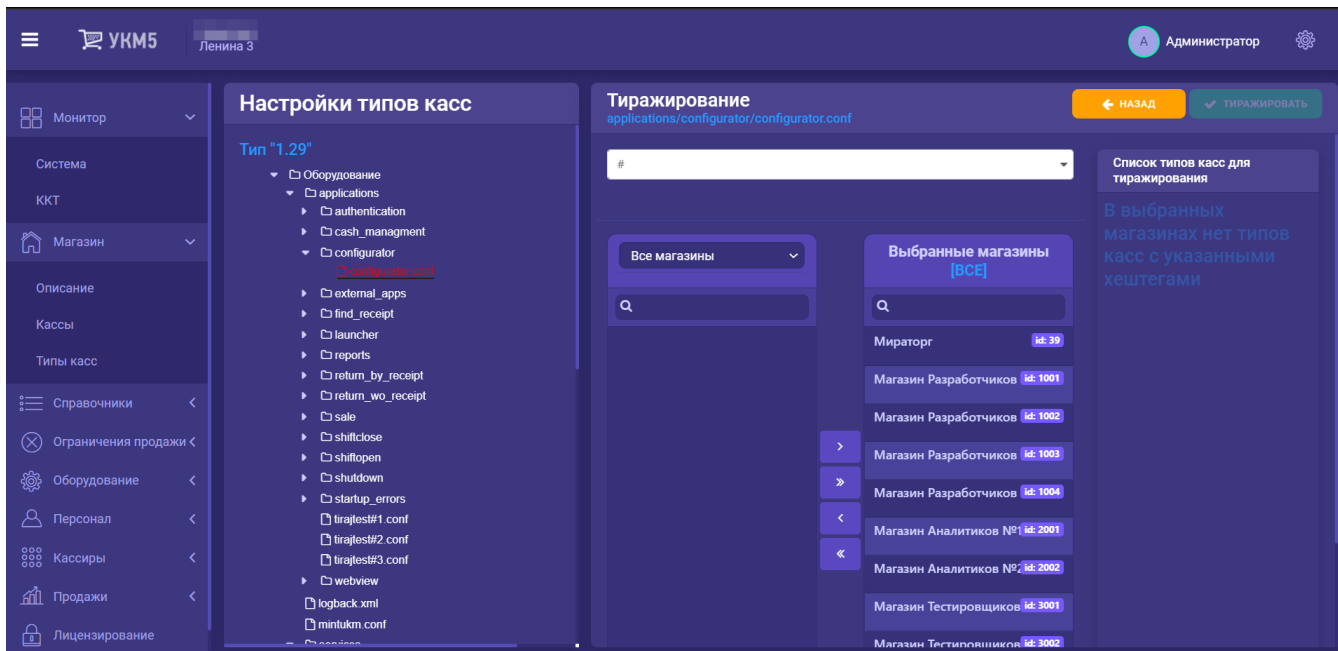 УКМ5
Ленина 3
А
Администратор
Монитор
Система
ККТ
Магазин
Описание
Кассы
Типы касс
Справочники
Ограничения продажи
Оборудование
Персонал
Кассиры
Продажи
Лицензирование
Настройки типов касс
Тип "1.29"
Оборудование
applications
authentication
cash_managment
configurator
configurator.conf
external_apps
find_receipt
launcher
reports
return_by_receipt
return_wo_receipt
sale
shiftclose
shiftopen
shutdown
startup_errors
tirajtest#1.conf
tirajtest#2.conf
tirajtest#3.conf
webview
logback.xml
mintukm.conf
services
Тиражирование
applications/configurator/configurator.conf
НАЗАД
ТИРАЖИРОВАТЬ
#
Все магазины
Выбранные магазины
[ВСЕ]
Мираторг id: 39
Магазин Разработчиков id: 1001
Магазин Разработчиков id: 1002
Магазин Разработчиков id: 1003
Магазин Разработчиков id: 1004
Магазин Аналитиков №1 id: 2001
Магазин Аналитиков №2 id: 2002
Магазин Тестировщиков id: 3001
Магазин Тестировщиков id: 3002
Список типов касс для
тиражирования
В выбранных
магазинах нет типов
касс с указанными
хештегами